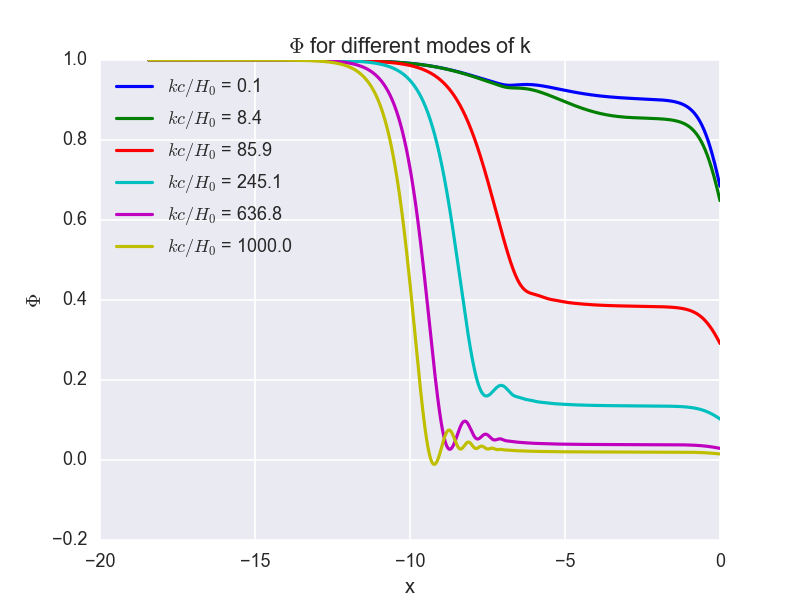 Φ for different modes of k
1.0
0.8
0.6
0.4
0.2
0.0
−0.2
Φ
kc/H₀ = 0.1
kc/H₀ = 8.4
kc/H₀ = 85.9
kc/H₀ = 245.1
kc/H₀ = 636.8
kc/H₀ = 1000.0
−20 −15 −10 −5 0
x